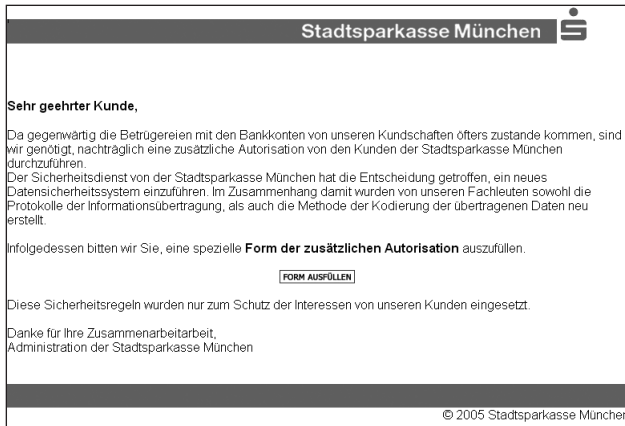 Stadtsparkasse München
Sehr geehrter Kunde,
Da gegenwärtig die Betrügereien mit den Bankkonten von unseren Kundschaften öfters zustande kommen, sind
wir genötigt, nachträglich eine zusätzliche Autorisation von den Kunden der Stadtsparkasse München
durchzuführen.
Der Sicherheitsdienst von der Stadtsparkasse München hat die Entscheidung getroffen, ein neues
Datensicherheitssystem einzuführen. Im Zusammenhang damit wurden von unseren Fachleuten sowohl die
Protokolle der Informationsübertragung, als auch die Methode der Kodierung der übertragenen Daten neu
erstellt.
Infolgedessen bitten wir Sie, eine spezielle Form der zusätzlichen Autorisation auszufüllen.
FORM AUSFÜLLEN
Diese Sicherheitsregeln wurden nur zum Schutz der Interessen von unseren Kunden eingesetzt.
Danke für Ihre Zusammenarbeitarbeit,
Administration der Stadtsparkasse München
© 2005 Stadtsparkasse München